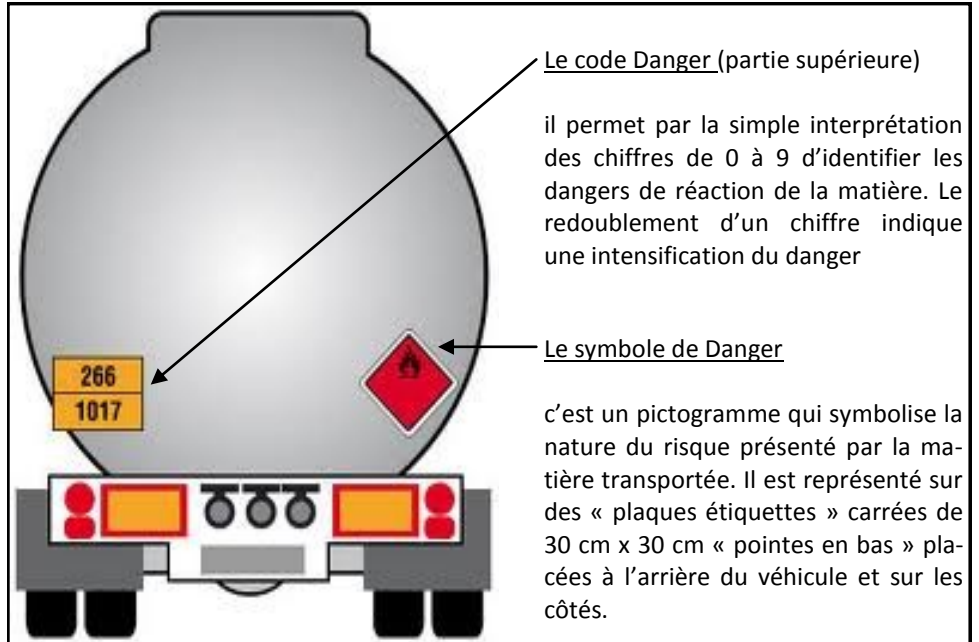 Le code Danger (partie supérieure)
il permet par la simple interprétation
des chiffres de 0 à 9 d’identifier les
dangers de réaction de la matière. Le
redoublement d’un chiffre indique
une intensification du danger
266
1017
Le symbole de Danger
c’est un pictogramme qui symbolise la
nature du risque présenté par la ma-
tière transportée. Il est représenté sur
des « plaques étiquettes » carrées de
30 cm x 30 cm « pointes en bas » pla-
cées à l’arrière du véhicule et sur les
côtés.